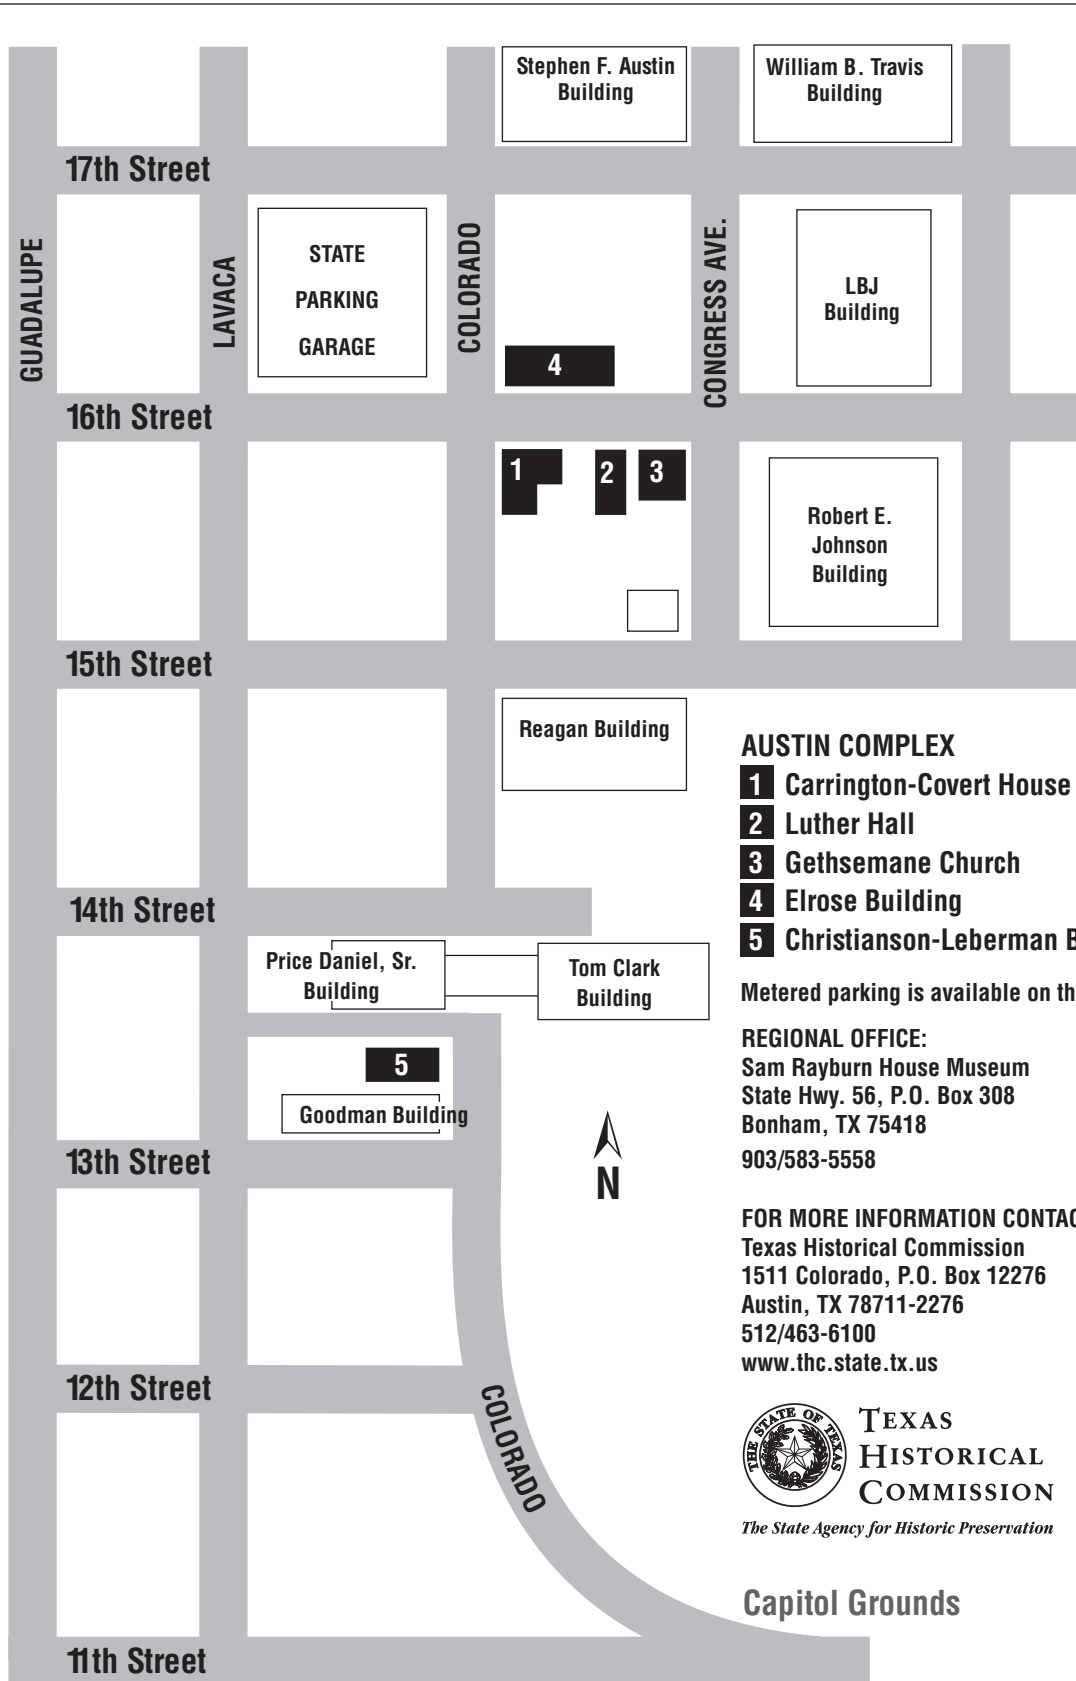 Stephen F. Austin
Building
William B. Travis
Building
17th Street
GUADALUPE
LAVACA
STATE
PARKING
GARAGE
COLORADO
CONGRESS AVE.
LBJ
Building
4
16th Street
1
2
3
Robert E.
Johnson
Building
15th Street
Reagan Building
AUSTIN COMPLEX
1 Carrington-Covert House
2 Luther Hall
3 Gethsemane Church
4 Elrose Building
5 Christianson-Leberman B
14th Street
Price Daniel, Sr.
Building
Tom Clark
Building
Metered parking is available on th
5
Goodman Building
13th Street
N
REGIONAL OFFICE:
Sam Rayburn House Museum
State Hwy. 56, P.O. Box 308
Bonham, TX 75418
903/583-5558
FOR MORE INFORMATION CONTAC
Texas Historical Commission
1511 Colorado, P.O. Box 12276
Austin, TX 78711-2276
512/463-6100
www.thc.state.tx.us
12th Street
COLORADO
THE STATE OF TEXAS
TEXAS
HISTORICAL
COMMISSION
The State Agency for Historic Preservation
Capitol Grounds
11th Street